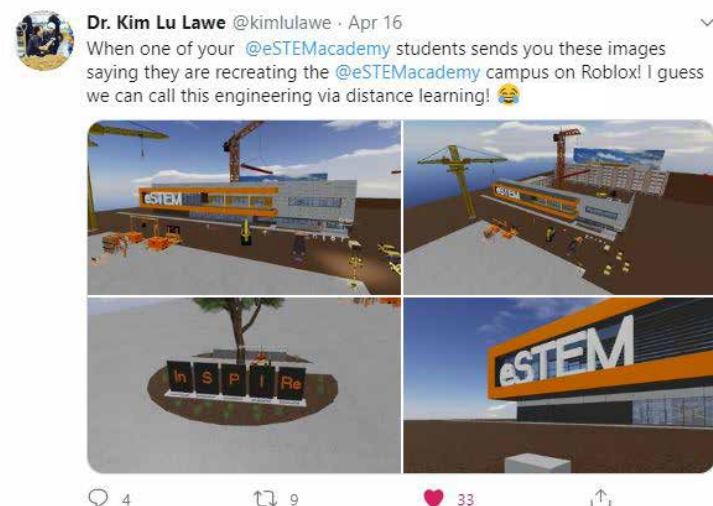 Dr. Kim Lu Lawe @kimlulawe · Apr 16
When one of your @eSTEMacademy students sends you these images
saying they are recreating the @eSTEMacademy campus on Roblox! I guess
we can call this engineering via distance learning! 😂
eSTEM
eSTEM
In S P I Re
eSTEM
4 9 33